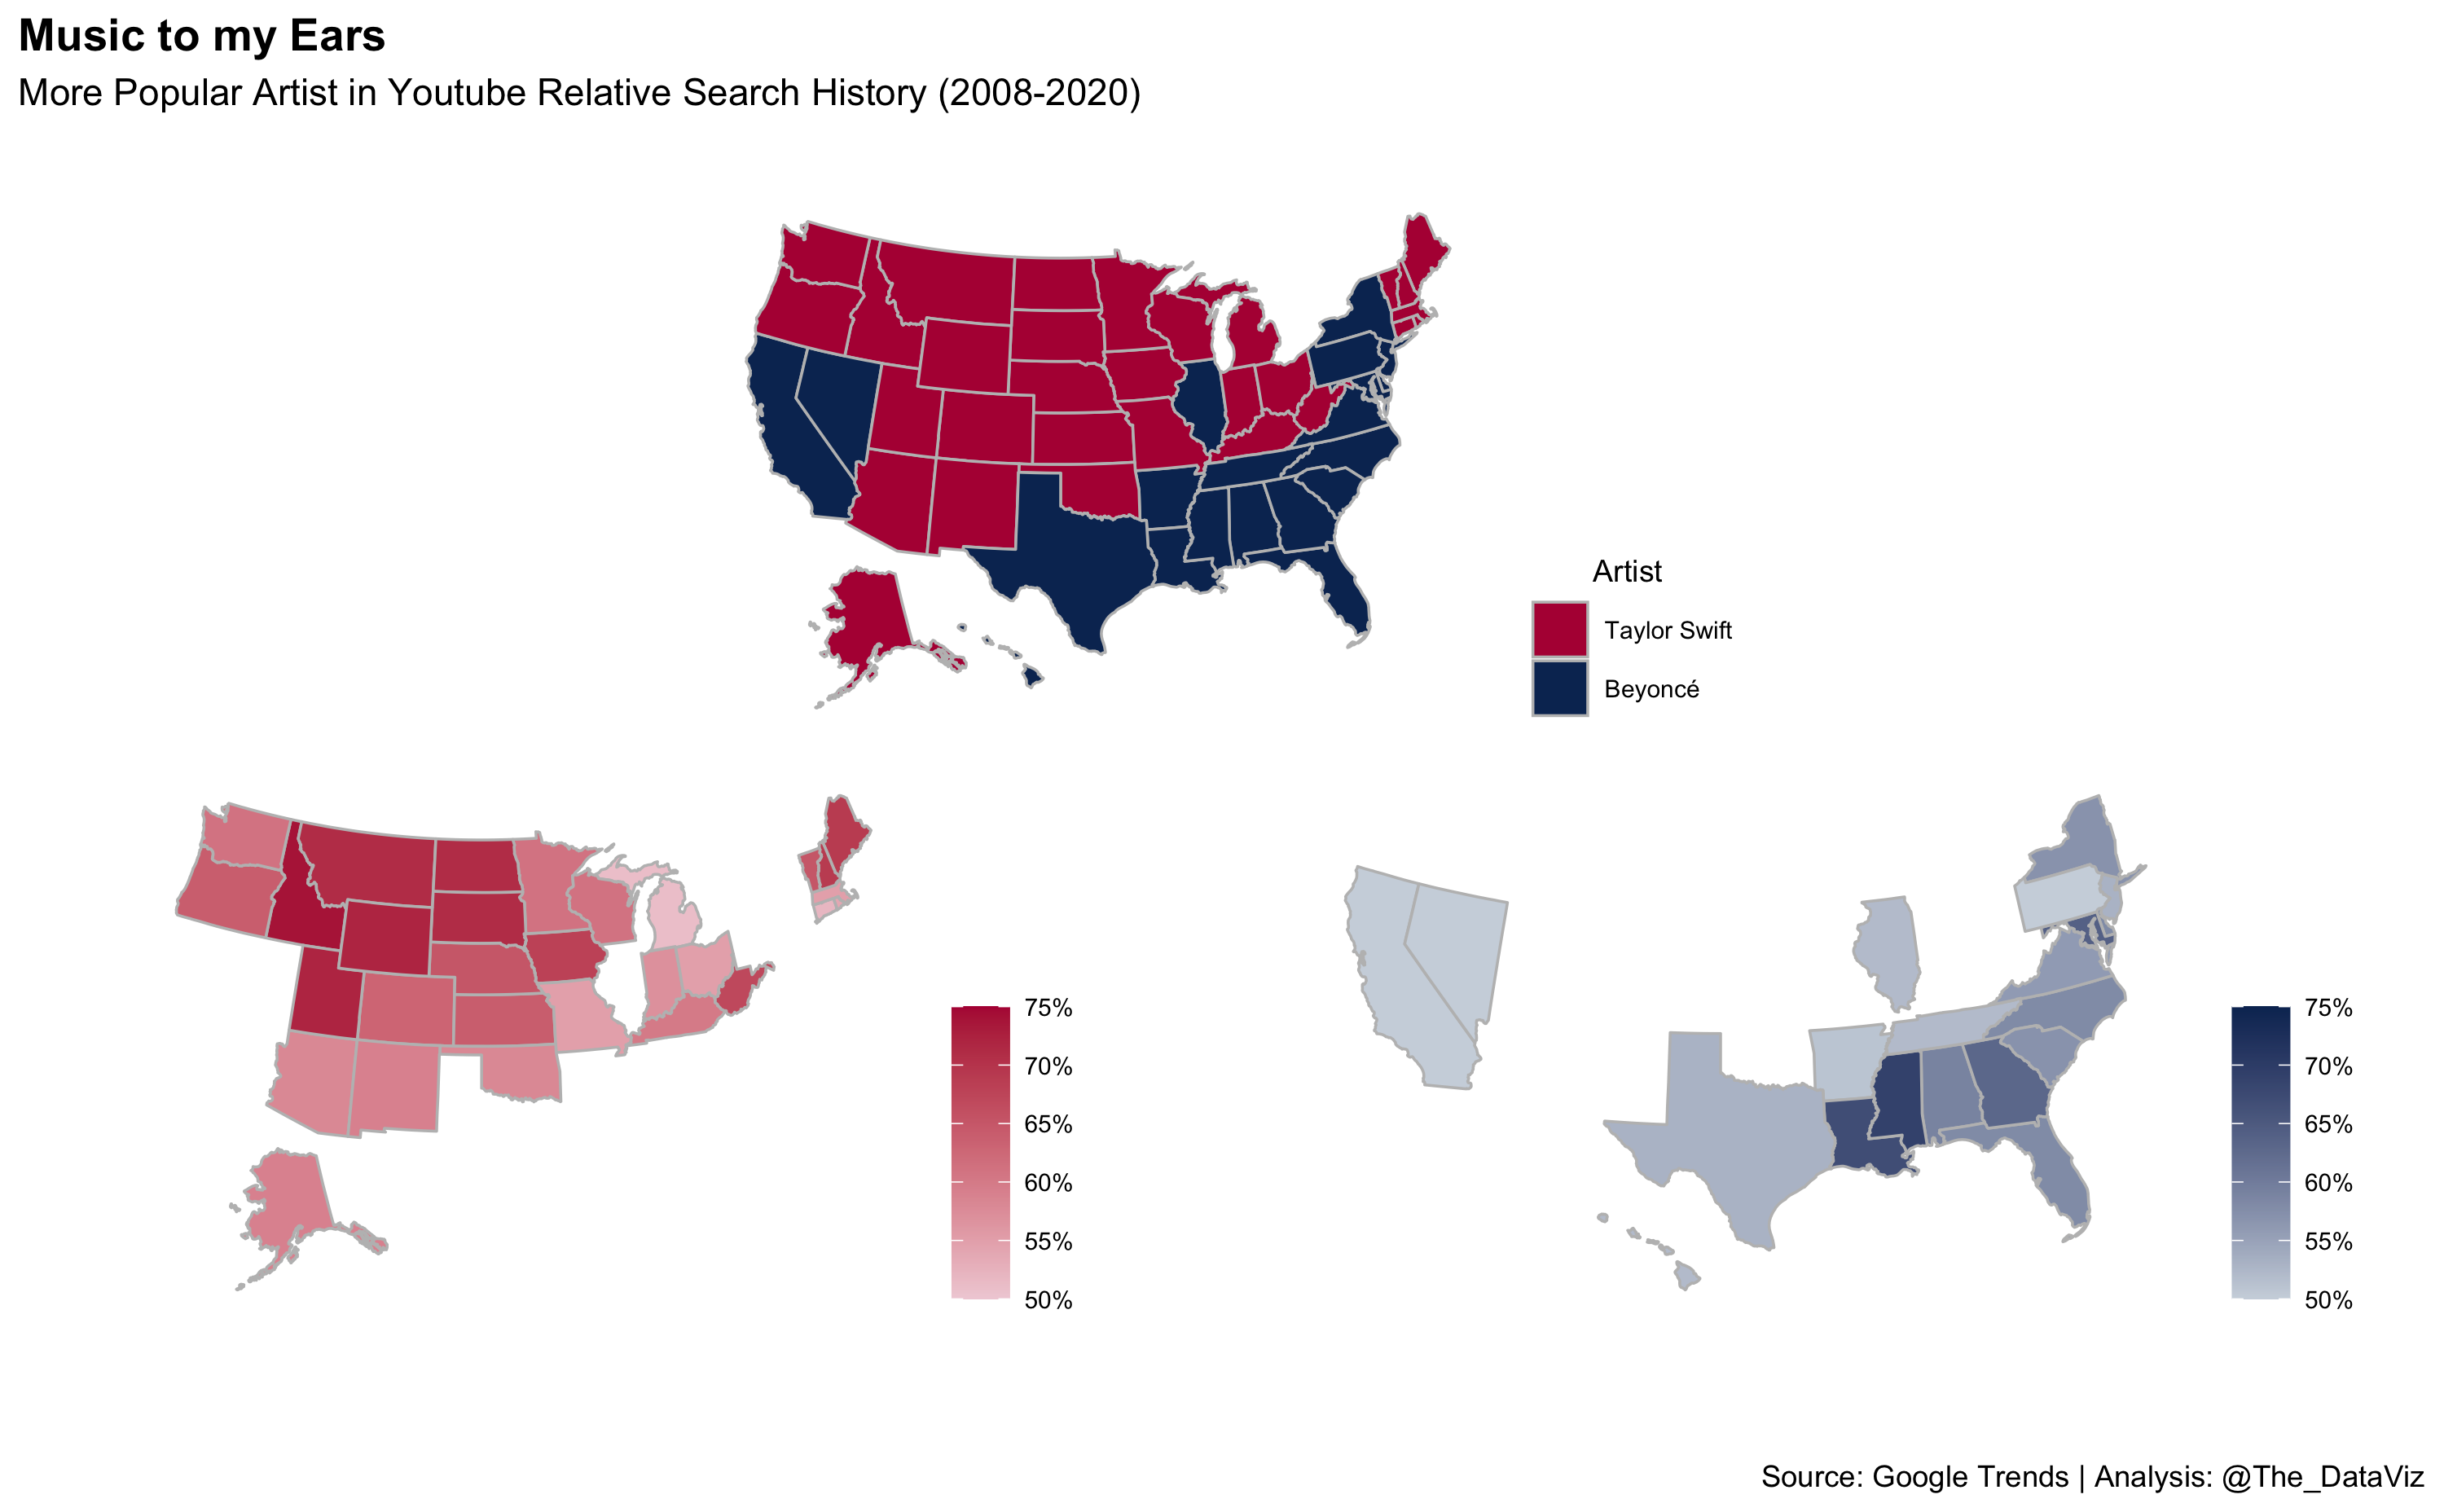 Music to my Ears
More Popular Artist in Youtube Relative Search History (2008-2020)
Artist
Taylor Swift
Beyoncé
75%
70%
65%
60%
55%
50%
75%
70%
65%
60%
55%
50%
Source: Google Trends | Analysis: @The_DataViz